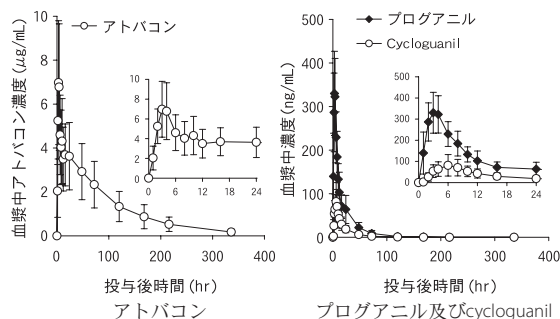 アトバコン
血漿中アトバコン濃度 (μg/mL)
10
8
6
4
2
0
0 100 200 300 400
10
8
6
4
2
0
0 6 12 18 24
投与後時間 (hr)
アトバコン
プログアニル
Cycloguanil
血漿中濃度 (ng/mL)
500
400
300
200
100
0
0 100 200 300 400
500
400
300
200
100
0
0 4 8 12 16 20 24
投与後時間 (hr)
プログアニル及びcycloguanil